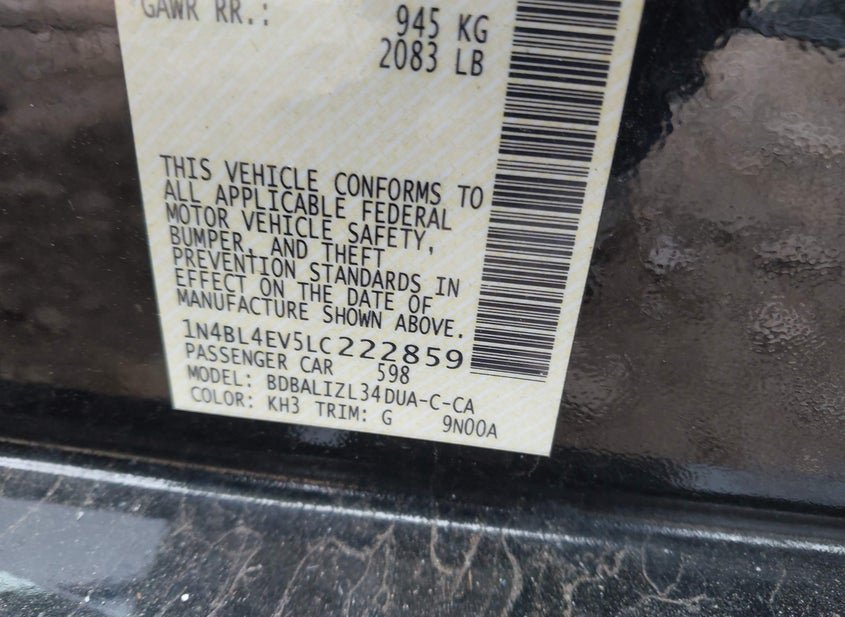 GAWR RR.:
945 KG
2083 LB
THIS VEHICLE CONFORMS TO
ALL APPLICABLE FEDERAL
MOTOR VEHICLE SAFETY,
BUMPER, AND THEFT
PREVENTION STANDARDS IN
EFFECT ON THE DATE OF
MANUFACTURE SHOWN ABOVE.
1N4BL4EV5LC222859
PASSENGER CAR 598
MODEL: BDBALIZL34DUA-C-CA
COLOR: KH3 TRIM: G 9N00A